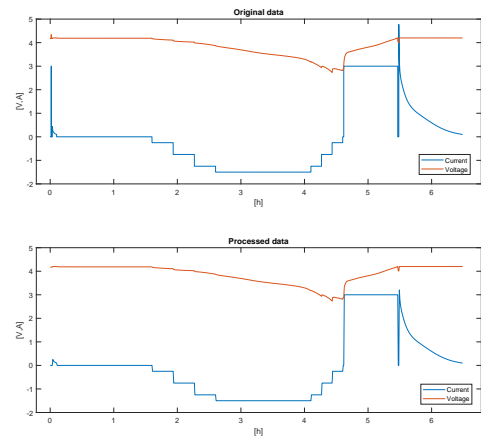 Original data
5
4
3
2
1
0
-1
-2
[V,A]
Current
Voltage
0 1 2 3 4 5 6
[h]
Processed data
5
4
3
2
1
0
-1
-2
[V,A]
Current
Voltage
0 1 2 3 4 5 6
[h]